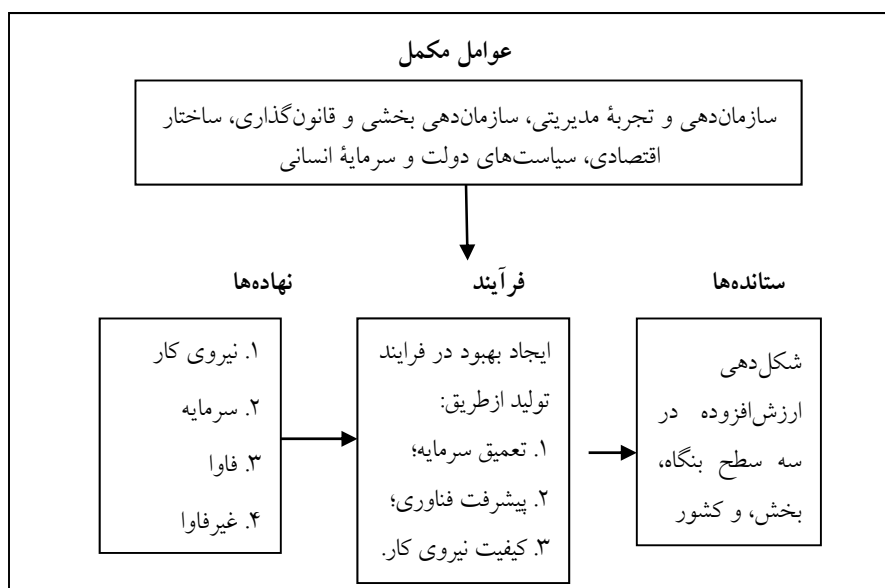 عوامل مکمل
سازمان‌دهی و تجربۀ مدیریتی، سازمان‌دهی بخشی و قانون‌گذاری، ساختار
اقتصادی، سیاست‌های دولت و سرمایۀ انسانی
نهاده‌ها
۱. نیروی کار
۲. سرمایه
۳. فاوا
۴. غیرفاوا
فرآیند
ایجاد بهبود در فرایند
تولید ازطریق:
۱. تعمیق سرمایه؛
۲. پیشرفت فناوری؛
۳. کیفیت نیروی کار.
ستانده‌ها
شکل‌دهی
ارزش‌افزوده در
سه سطح بنگاه،
بخش، و کشور